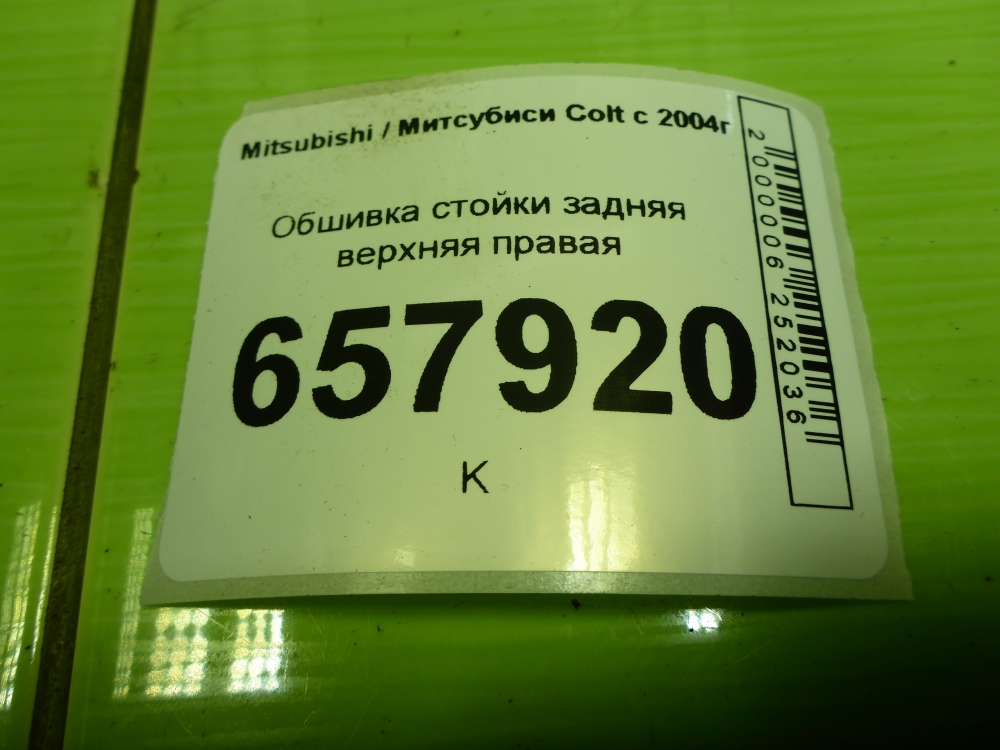 Mitsubishi / Митсубиси Colt с 2004г
Обшивка стойки задняя
верхняя правая
657920
К
2000006252036